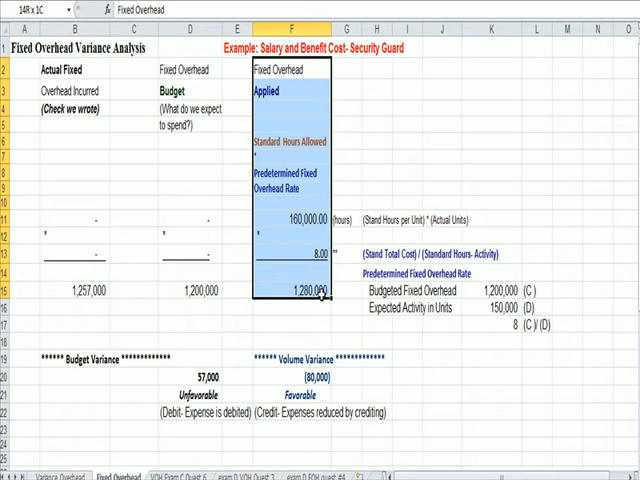 14R x 1C fx Fixed Overhead
A B C D E F G H I J K L M N O
1 Fixed Overhead Variance Analysis Example: Salary and Benefit Cost- Security Guard
2 Actual Fixed Fixed Overhead Fixed Overhead
3 Overhead Incurred Budget Applied
4 (Check we wrote) (What do we expect
5 to spend?)
6 Standard Hours Allowed
7 *
8 Predetermined Fixed
9 Overhead Rate
10
11 - - 160,000.00 (hours) (Stand Hours per Unit) * (Actual Units)
12 * * *
13 - - 8.00 ** (Stand Total Cost) / (Standard Hours- Activity)
14 Predetermined Fixed Overhead Rate
15 1,257,000 1,200,000 1,280,000 Budgeted Fixed Overhead 1,200,000 (C )
16 Expected Activity in Units 150,000 (D)
17 8 (C )/ (D)
18
19 ****** Budget Variance ************ ****** Volume Variance ************
20 57,000 (80,000)
21 Unfavorable Favorable
22 (Debit- Expense is debited) (Credit- Expenses reduced by crediting)
23
24
25
Variance Overhead Fixed Overhead VOH Exam C Quest 6 exam D VOH Quest 3 exam D FOH quest #4